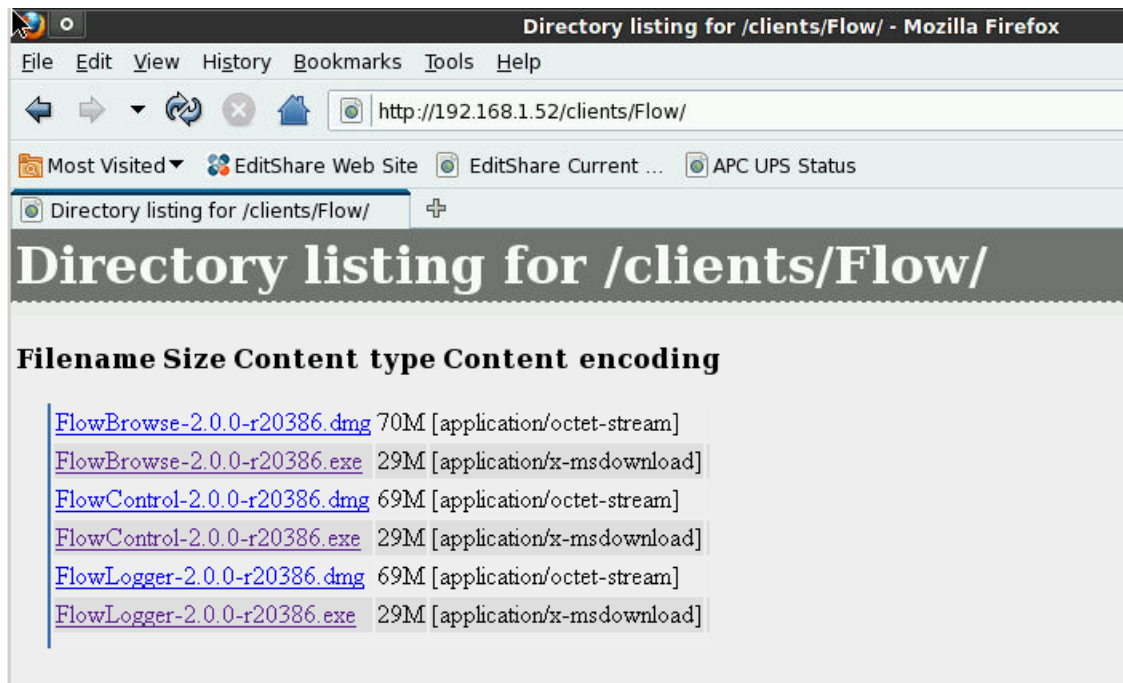 Directory listing for /clients/Flow/ - Mozilla Firefox
File Edit View History Bookmarks Tools Help
http://192.168.1.52/clients/Flow/
Most Visited EditShare Web Site EditShare Current ... APC UPS Status
Directory listing for /clients/Flow/
Directory listing for /clients/Flow/
Filename Size Content type Content encoding
FlowBrowse-2.0.0-r20386.dmg 70M [application/octet-stream]
FlowBrowse-2.0.0-r20386.exe 29M [application/x-msdownload]
FlowControl-2.0.0-r20386.dmg 69M [application/octet-stream]
FlowControl-2.0.0-r20386.exe 29M [application/x-msdownload]
FlowLogger-2.0.0-r20386.dmg 69M [application/octet-stream]
FlowLogger-2.0.0-r20386.exe 29M [application/x-msdownload]